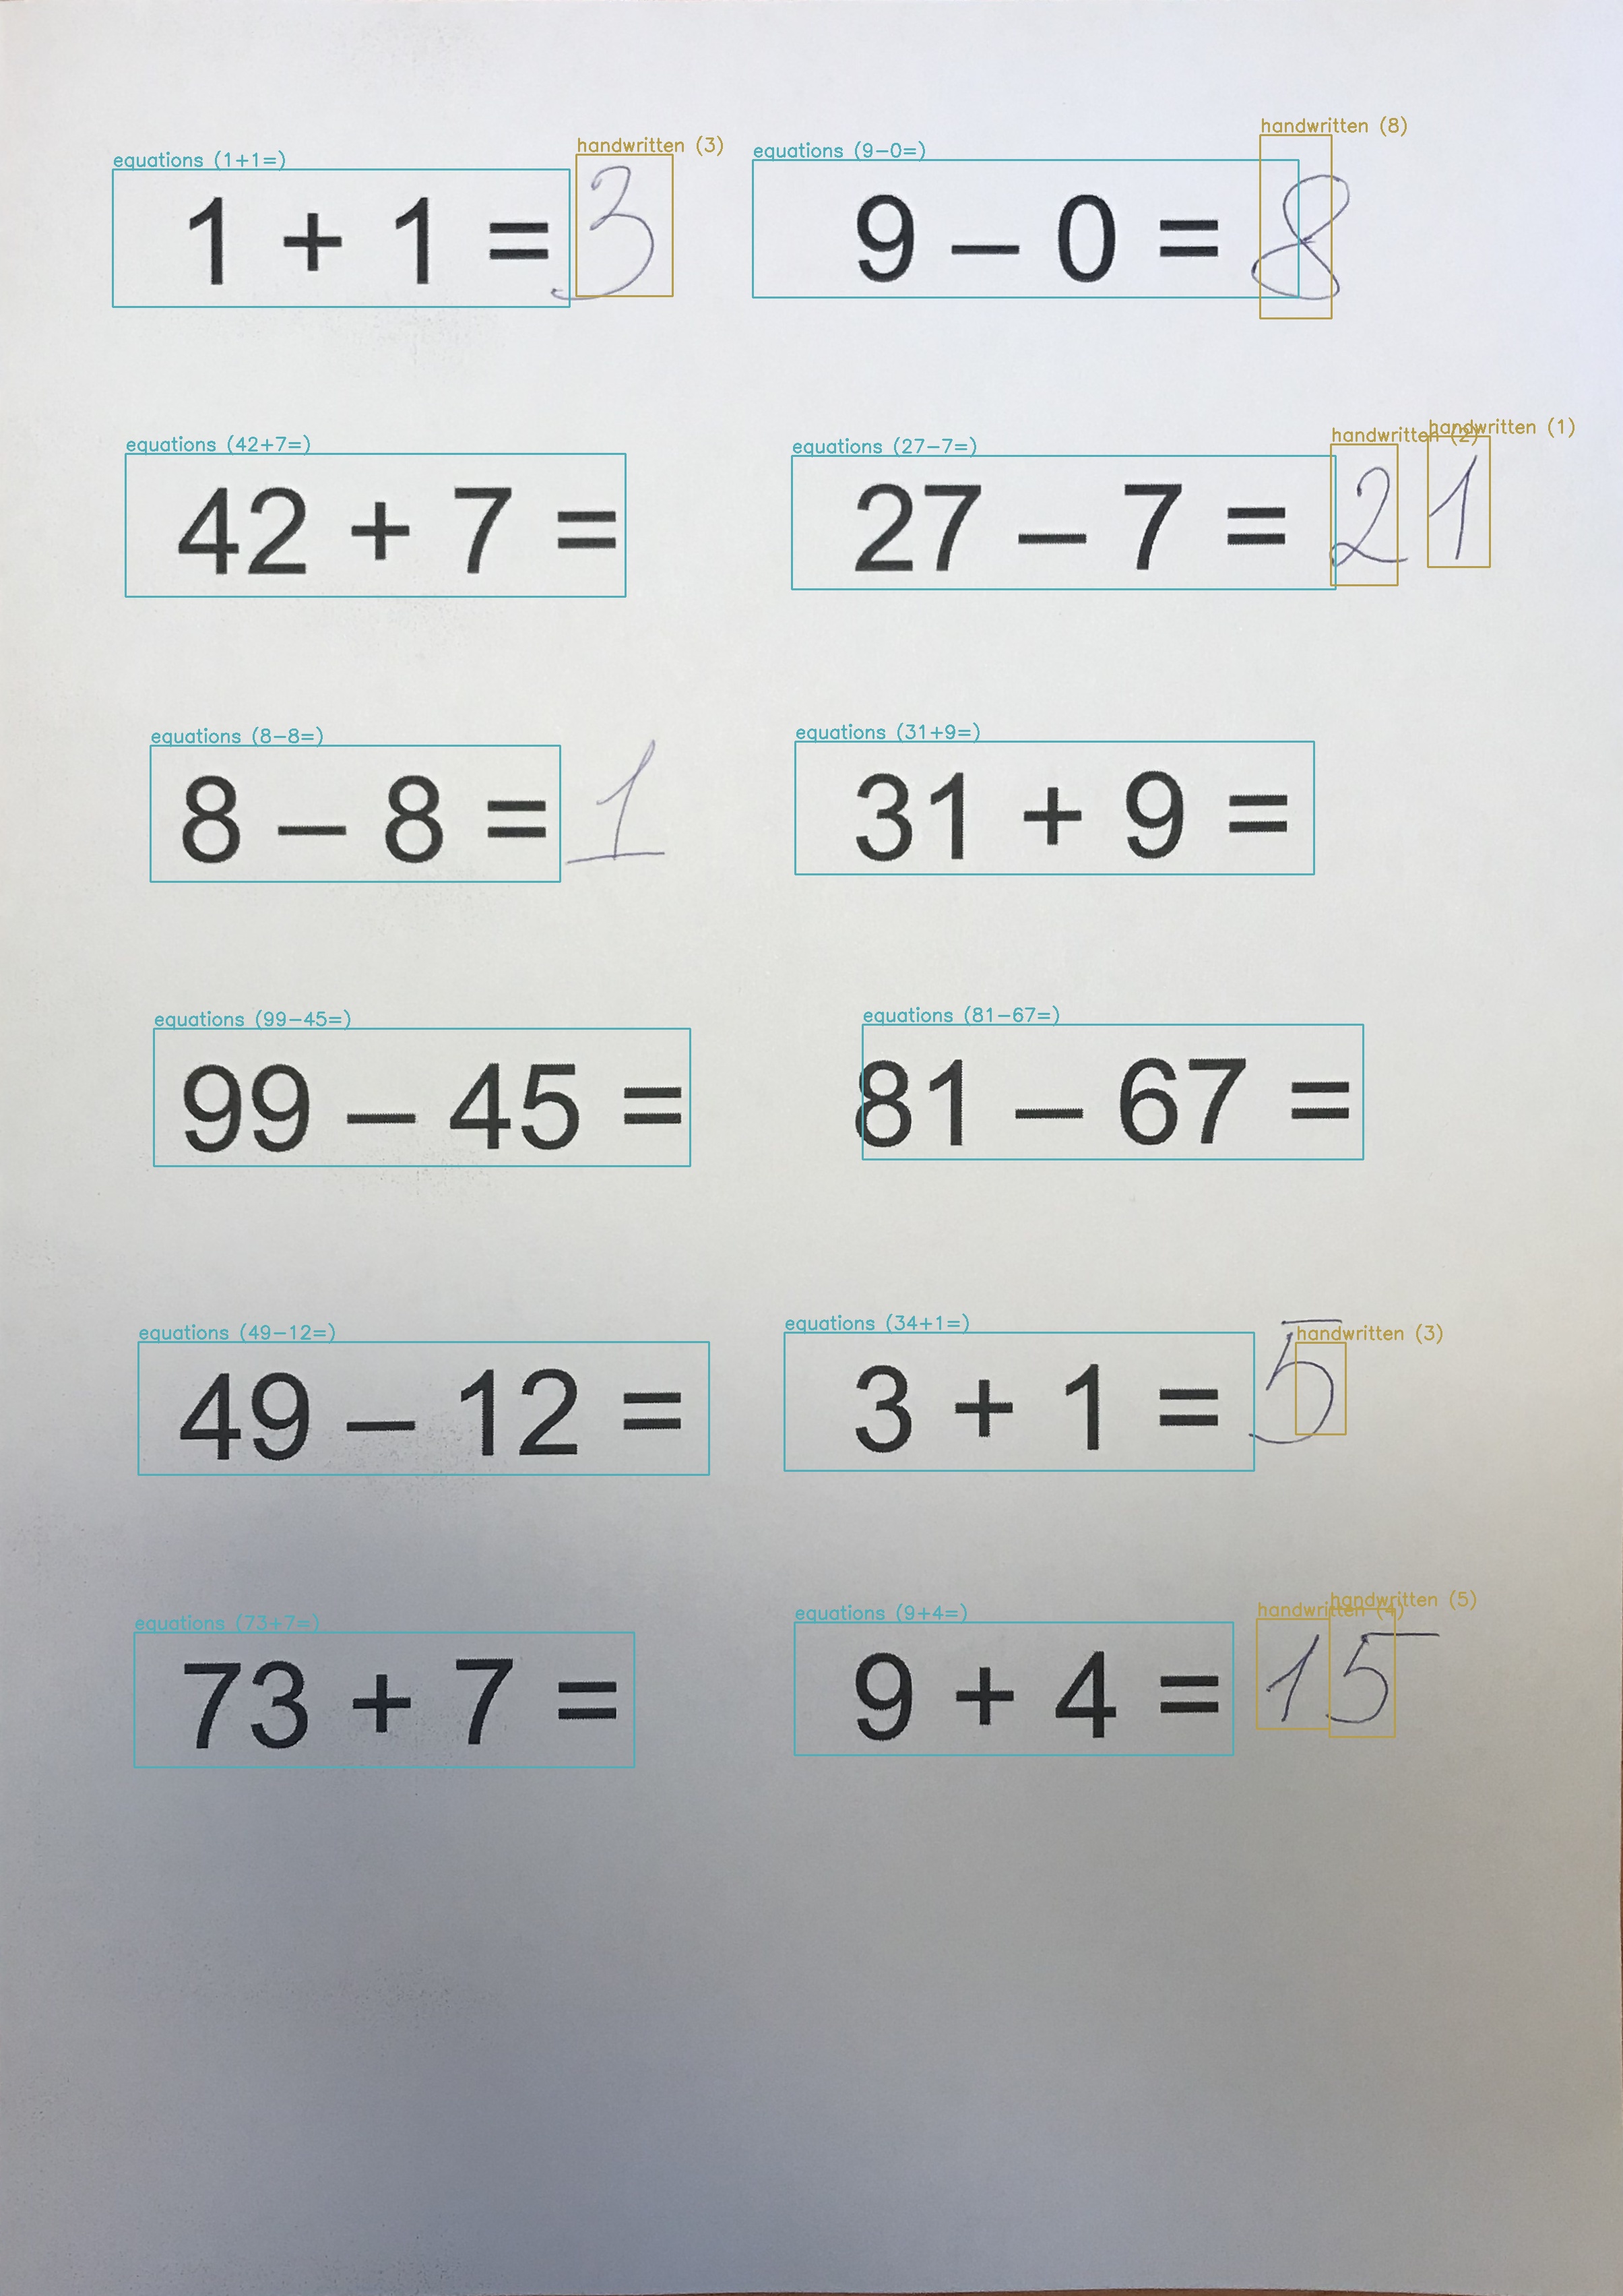 handwritten (8)
equations (1+1=) handwritten (3) equations (9-0=)
1 + 1 = 3 9 – 0 = 8
equations (42+7=) equations (27-7=) handwritten (2) handwritten (1)
42 + 7 = 27 – 7 = 2 1
equations (8-8=) equations (31+9=)
8 – 8 = 1 31 + 9 =
equations (99-45=) equations (81-67=)
99 – 45 = 81 – 67 =
equations (49-12=) equations (34+1=) handwritten (3)
49 – 12 = 3 + 1 = 5
equations (73+7=) equations (9+4=) handwritten (4) handwritten (5)
73 + 7 = 9 + 4 = 15